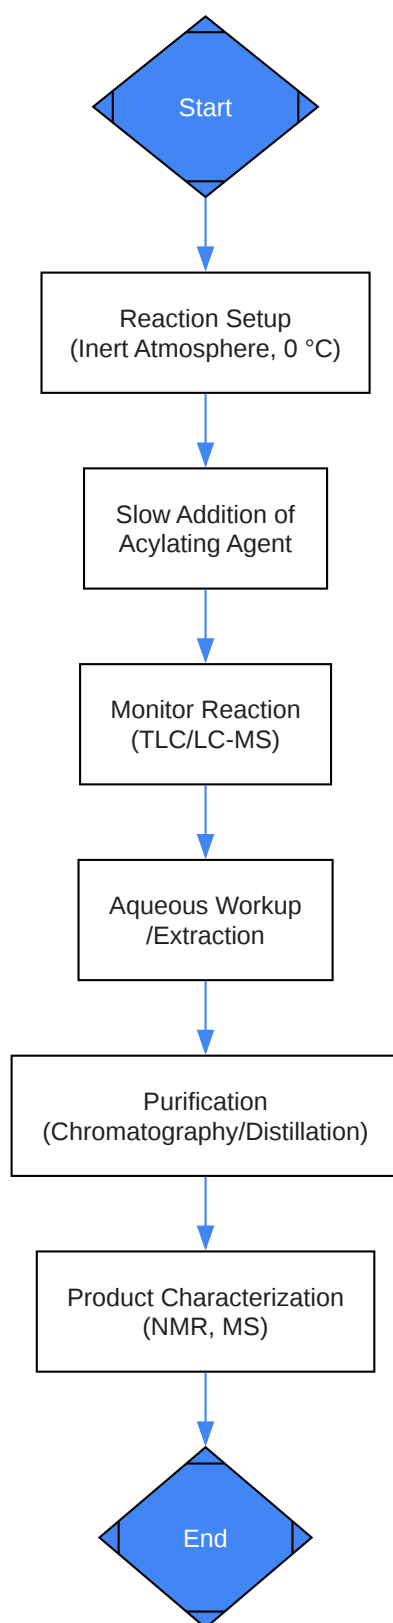 Start
Reaction Setup
(Inert Atmosphere, 0 °C)
Slow Addition of
Acylating Agent
Monitor Reaction
(TLC/LC-MS)
Aqueous Workup
/Extraction
Purification
(Chromatography/Distillation)
Product Characterization
(NMR, MS)
End